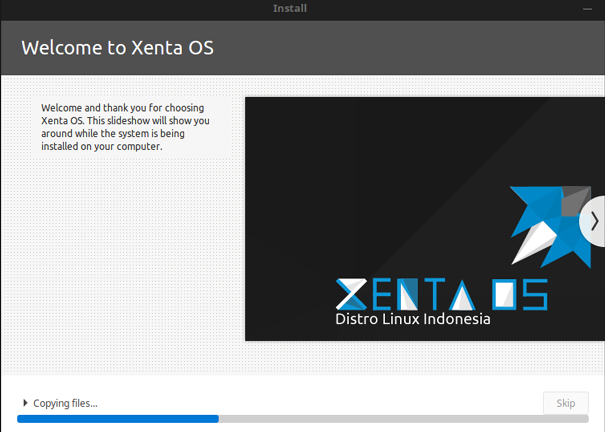 Install
Welcome to Xenta OS
Welcome and thank you for choosing
Xenta OS. This slideshow will show you
around while the system is being
installed on your computer.
XENTA OS
Distro Linux Indonesia
Copying files...
Skip